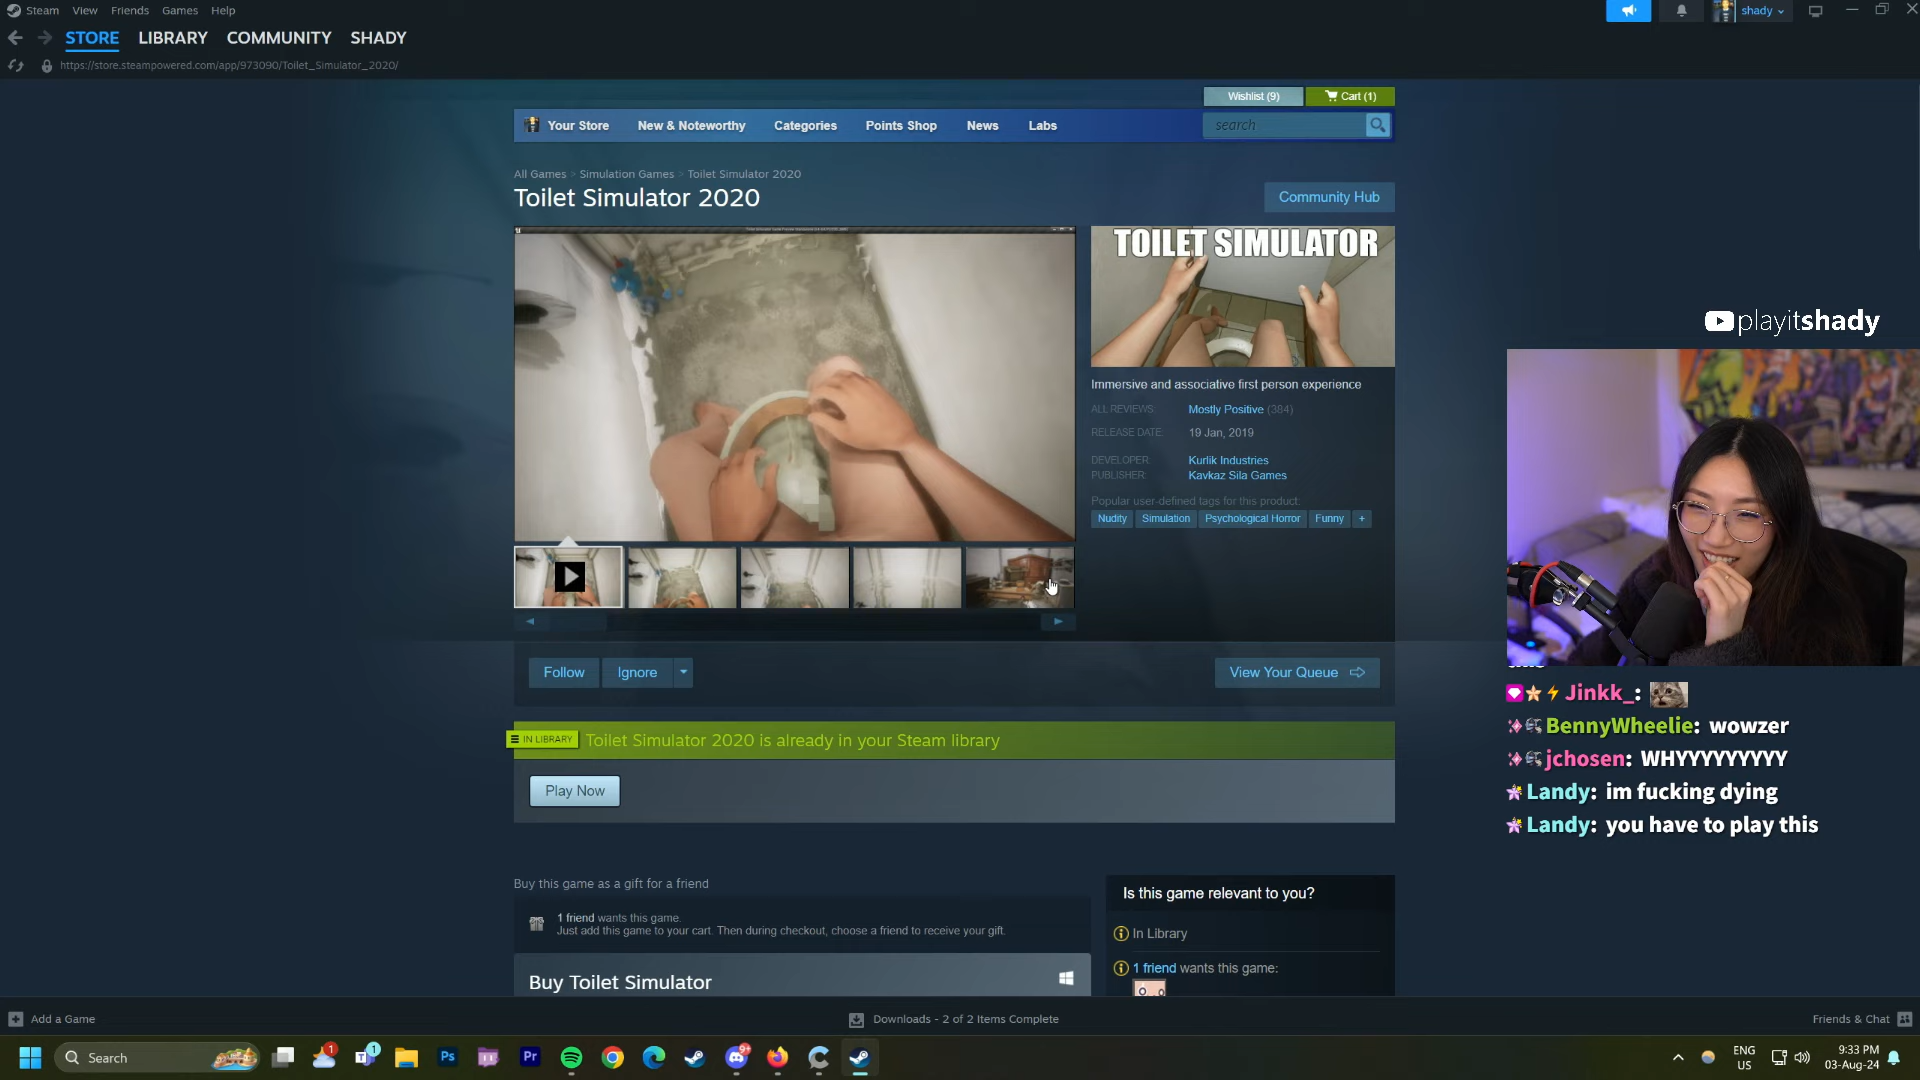 Steam View Friends Games Help
shady
STORE LIBRARY COMMUNITY SHADY
https://store.steampowered.com/app/973090/Toilet_Simulator_2020/
Wishlist (9) Cart (1)
Your Store New & Noteworthy Categories Points Shop News Labs search
All Games > Simulation Games > Toilet Simulator 2020
Toilet Simulator 2020
Community Hub
TOILET SIMULATOR
Immersive and associative first person experience
ALL REVIEWS: Mostly Positive (384)
RELEASE DATE: 19 Jan, 2019
DEVELOPER: Kurlik Industries
PUBLISHER: Kavkaz Sila Games
Popular user-defined tags for this product:
Nudity Simulation Psychological Horror Funny +
Follow Ignore
View Your Queue
IN LIBRARY Toilet Simulator 2020 is already in your Steam library
Play Now
Buy this game as a gift for a friend
1 friend wants this game.
Just add this game to your cart. Then during checkout, choose a friend to receive your gift.
Buy Toilet Simulator
Is this game relevant to you?
In Library
1 friend wants this game:
playitshady
Jinkk_:
BennyWheelie: wowzer
jchosen: WHYYYYYYYYY
Landy: im fucking dying
Landy: you have to play this
Add a Game
Downloads - 2 of 2 Items Complete
Friends & Chat
Search
1
1
Ps
Pr
9+
ENG
US
9:33 PM
03-Aug-24